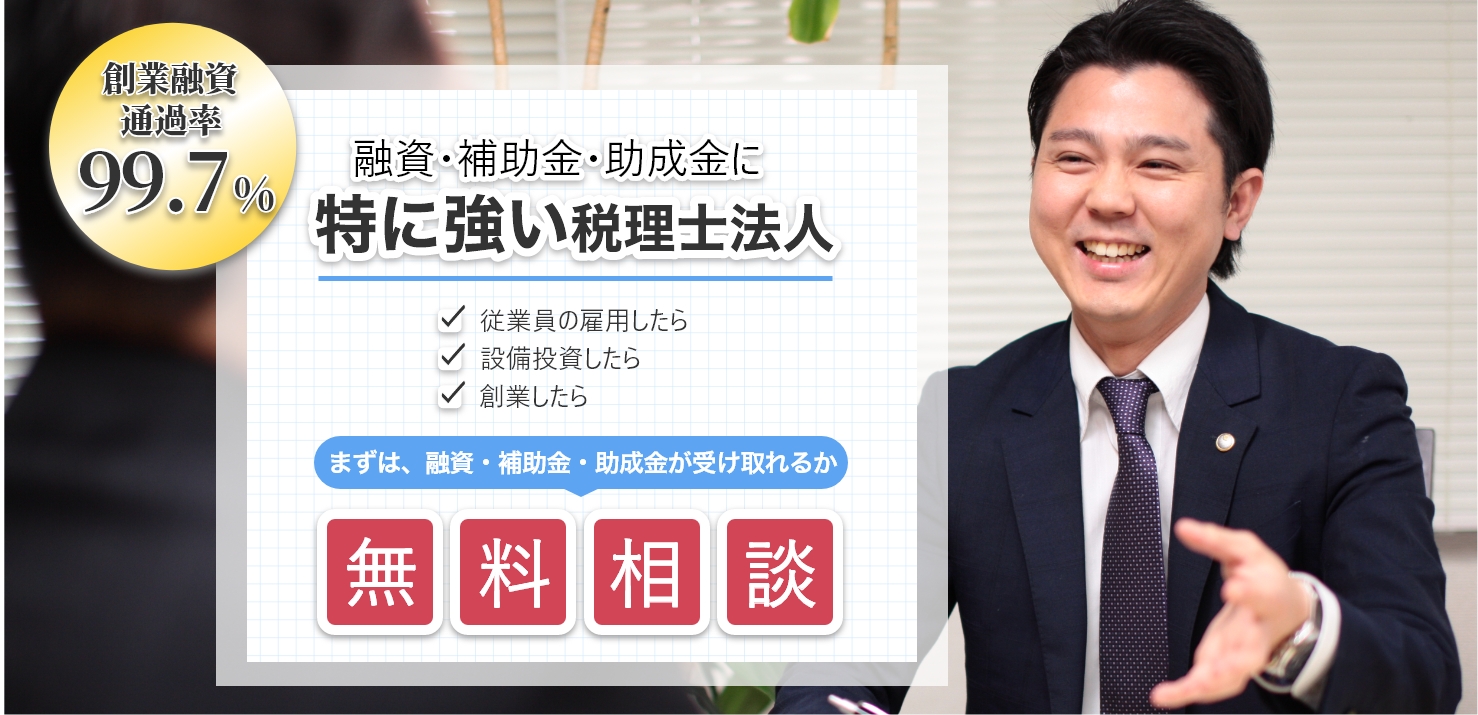 創業融資
通過率
99.7%
融資・補助金・助成金に
特に強い税理士法人
従業員の雇用したら
設備投資したら
創業したら
まずは、融資・補助金・助成金が受け取れるか
無料相談